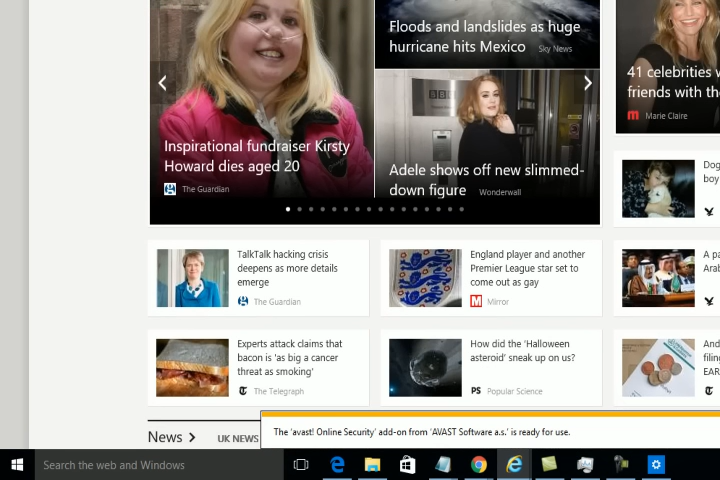 Floods and landslides as huge
hurricane hits Mexico Sky News
41 celebrities w
friends with the
Marie Claire
Inspirational fundraiser Kirsty
Howard dies aged 20
The Guardian
BBC
Adele shows off new slimmed-
down figure Wonderwall
Dog
boy
TalkTalk hacking crisis
deepens as more details
emerge
The Guardian
England player and another
Premier League star set to
come out as gay
Mirror
A pa
Arab
Experts attack claims that
bacon is 'as big a cancer
threat as smoking'
The Telegraph
How did the 'Halloween
asteroid' sneak up on us?
PS Popular Science
And
filing
EAR
News
UK NEWS
The 'avast! Online Security' add-on from 'AVAST Software a.s.' is ready for use.
Search the web and Windows